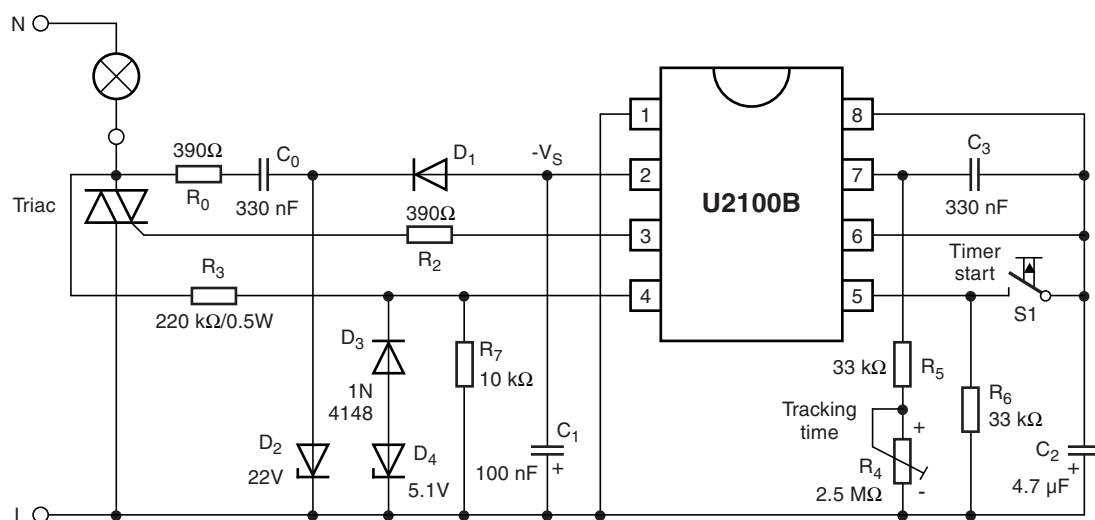 N
Triac
390Ω
R0
C0
330 nF
D1
-VS
390Ω
R2
R3
220 kΩ/0.5W
D3
1N
4148
R7
10 kΩ
D2
22V
D4
5.1V
C1
100 nF
+
L
U2100B
1
2
3
4
8
7
6
5
C3
330 nF
Timer
start
S1
33 kΩ
R5
Tracking
time
+
R4
2.5 MΩ
-
R6
33 kΩ
C2
+
4.7 µF